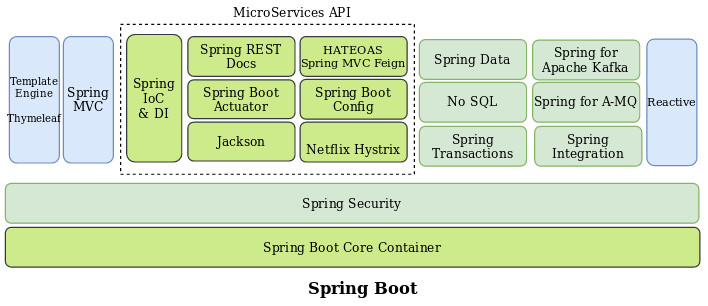 MicroServices API
Template
Engine
Thymeleaf
Spring
MVC
Spring
IoC
& DI
Spring REST
Docs
HATEOAS
Spring MVC Feign
Spring Boot
Actuator
Spring Boot
Config
Jackson
Netflix Hystrix
Spring Data
Spring for
Apache Kafka
No SQL
Spring for A-MQ
Spring
Transactions
Spring
Integration
Reactive
Spring Security
Spring Boot Core Container
Spring Boot